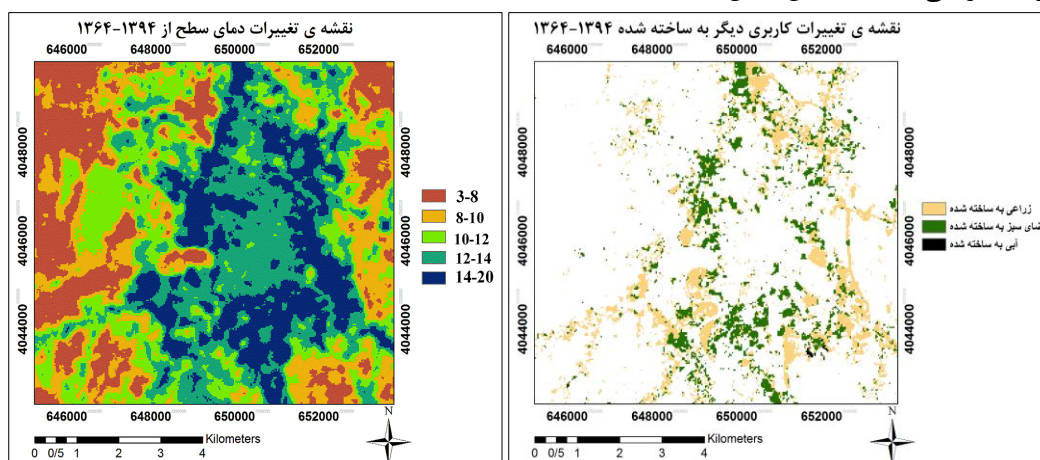 نقشه ی تغییرات دمای سطح از ۱۳۹۴-۱۳۶۴
646000 648000 650000 652000
4048000
4046000
4044000
646000 648000 650000 652000
3-8
8-10
10-12
12-14
14-20
N
Kilometers
0 0/5 1 2 3 4
نقشه ی تغییرات کاربری دیگر به ساخته شده ۱۳۹۴-۱۳۶۴
646000 648000 650000 652000
4048000
4046000
4044000
646000 648000 650000 652000
زراعی به ساخته شده
ضای سبز به ساخته شده
آبی به ساخته شده
N
Kilometers
0 0/5 1 2 3 4